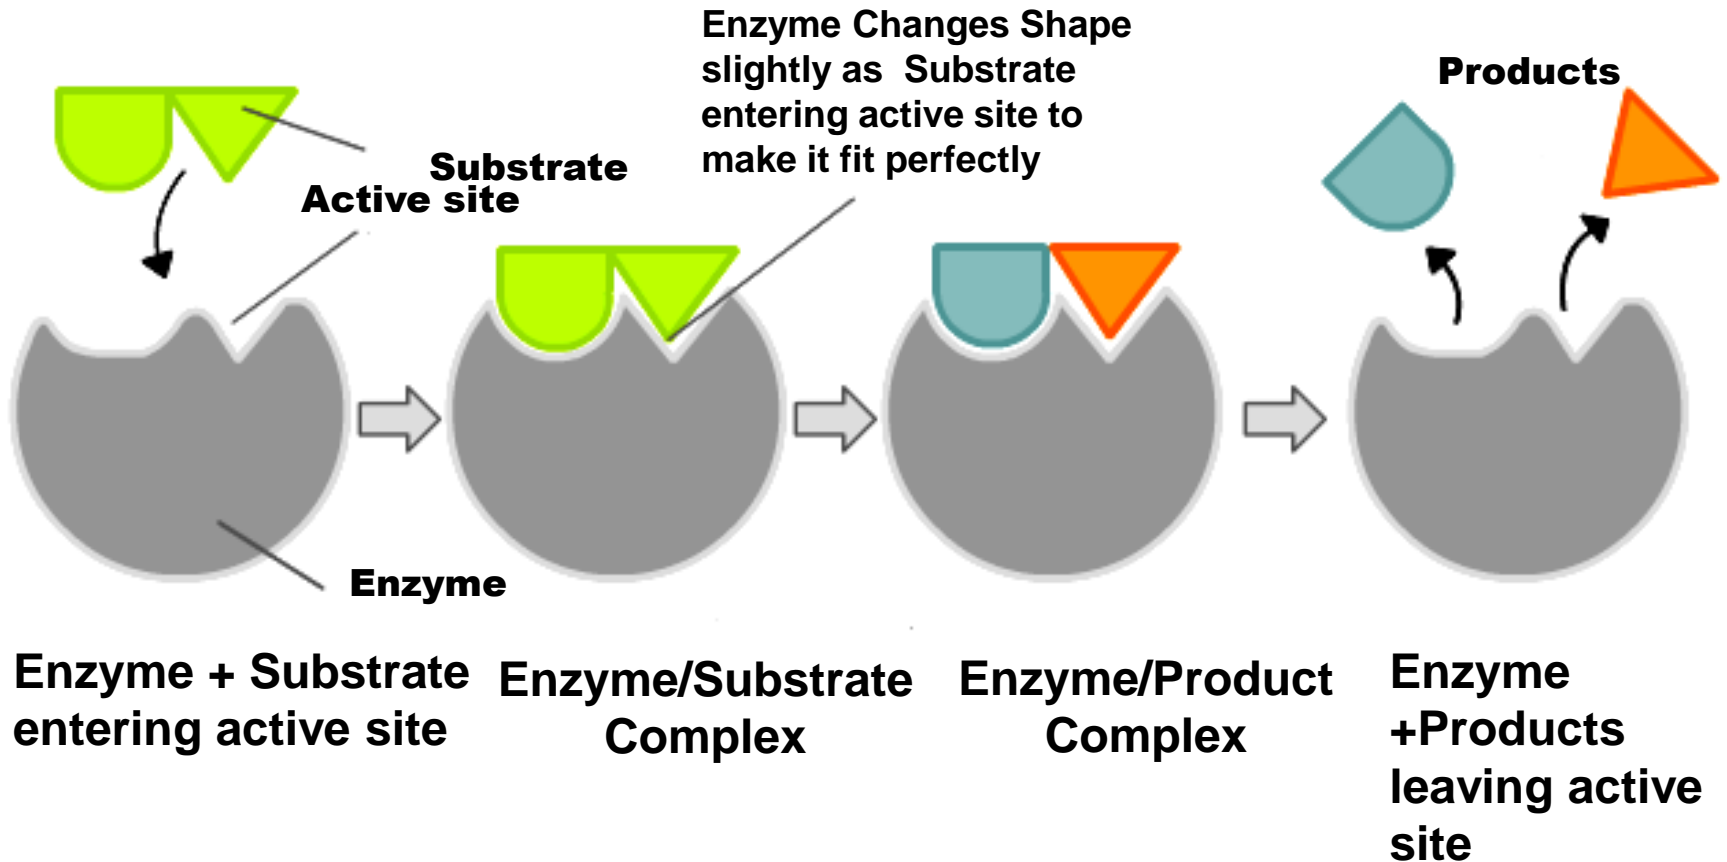 Enzyme Changes Shape
slightly as Substrate
entering active site to
make it fit perfectly
Products
Substrate
Active site
Enzyme
Enzyme + Substrate
entering active site
Enzyme/Substrate
Complex
Enzyme/Product
Complex
Enzyme
+Products
leaving active
site